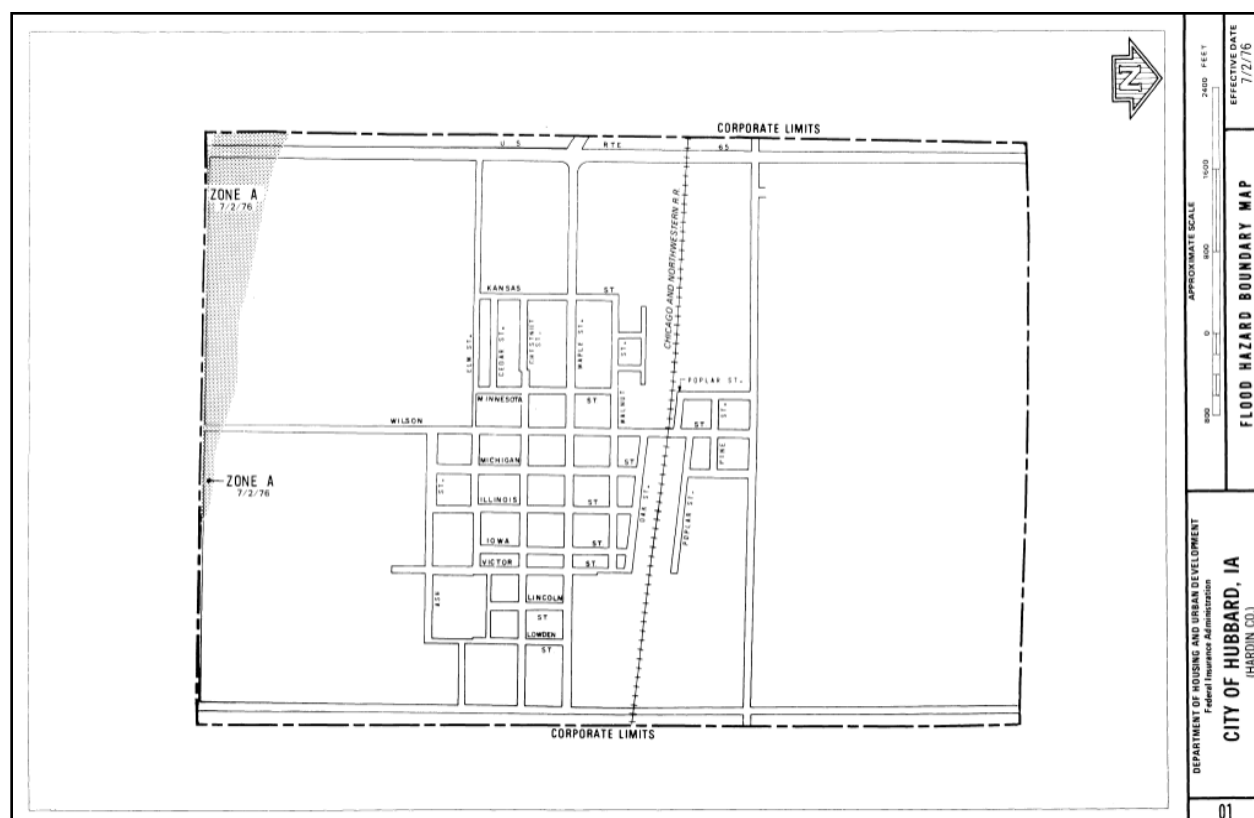 CORPORATE LIMITS
U S RTE 65
ZONE A
7/2/76
CHICAGO AND NORTHWESTERN R.R.
KANSAS ST
ELM ST.
CEDAR ST.
CHESTNUT
ST.
MAPLE ST.
ST.
WALNUT
POPLAR ST.
MINNESOTA ST
WILSON ST
ST.
PINE
MICHIGAN ST
ZONE A
7/2/76
ST.
ASH
ILLINOIS ST
OAK ST.
POPLAR ST.
IOWA ST
VICTOR ST
LINCOLM
ST
LOWDEN
ST
CORPORATE LIMITS
N
APPROXIMATE SCALE
800 0 800 1600 2400 FEET
EFFECTIVE DATE
7/2/76
FLOOD HAZARD BOUNDARY MAP
DEPARTMENT OF HOUSING AND URBAN DEVELOPMENT
Federal Insurance Administration
CITY OF HUBBARD, IA
(HARDIN CO.)
01